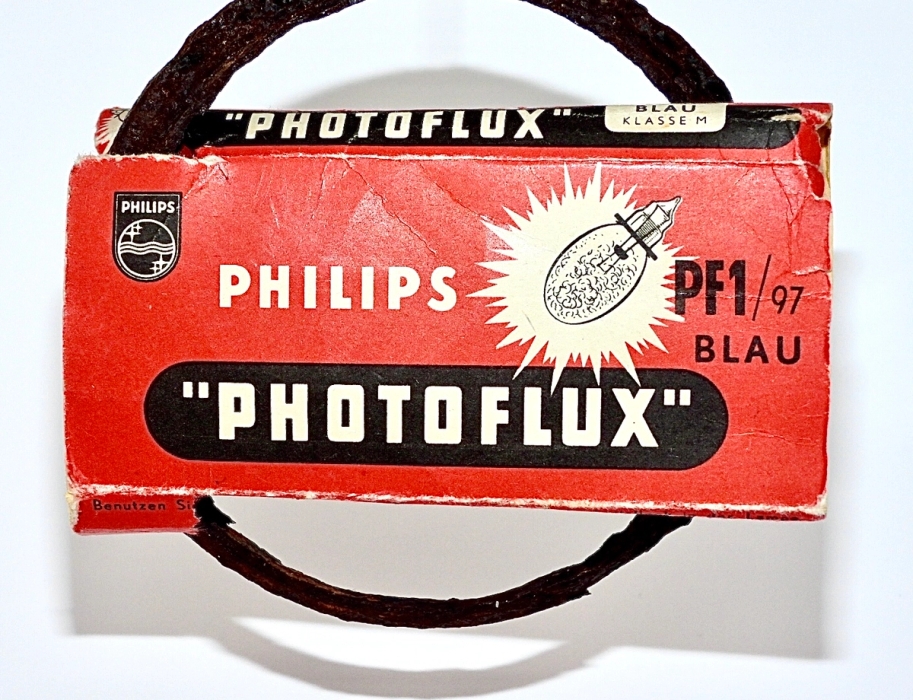 "PHOTOFLUX"
BLAU
KLASSE M
PHILIPS
PHILIPS
PF1/97
BLAU
"PHOTOFLUX"
Benutzen